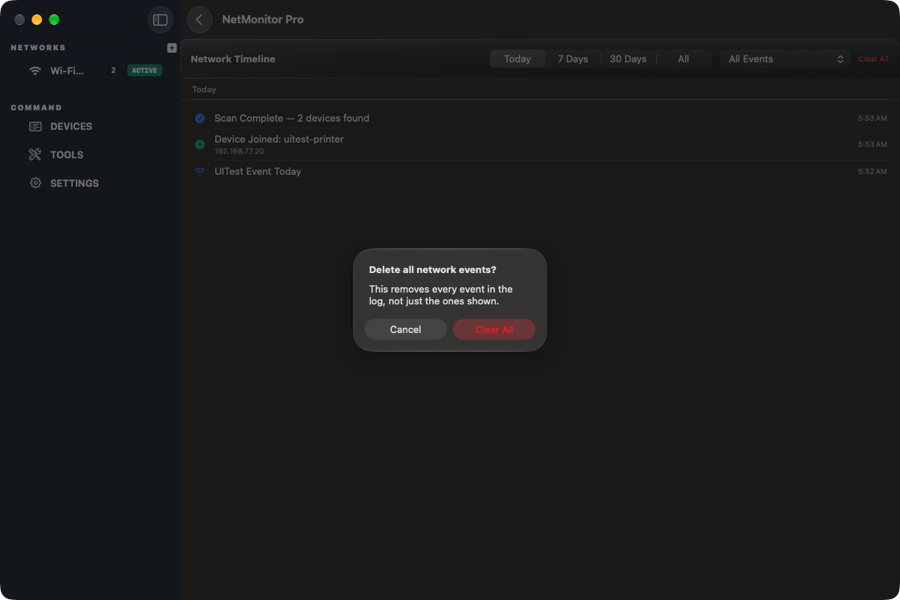 NetMonitor Pro
NETWORKS
Wi-Fi... 2 ACTIVE
COMMAND
DEVICES
TOOLS
SETTINGS
Network Timeline Today 7 Days 30 Days All All Events Clear All
Today
Scan Complete — 2 devices found 5:53 AM
Device Joined: uitest-printer 5:53 AM
192.168.77.20
UITest Event Today 5:52 AM
Delete all network events?
This removes every event in the
log, not just the ones shown.
Cancel Clear All